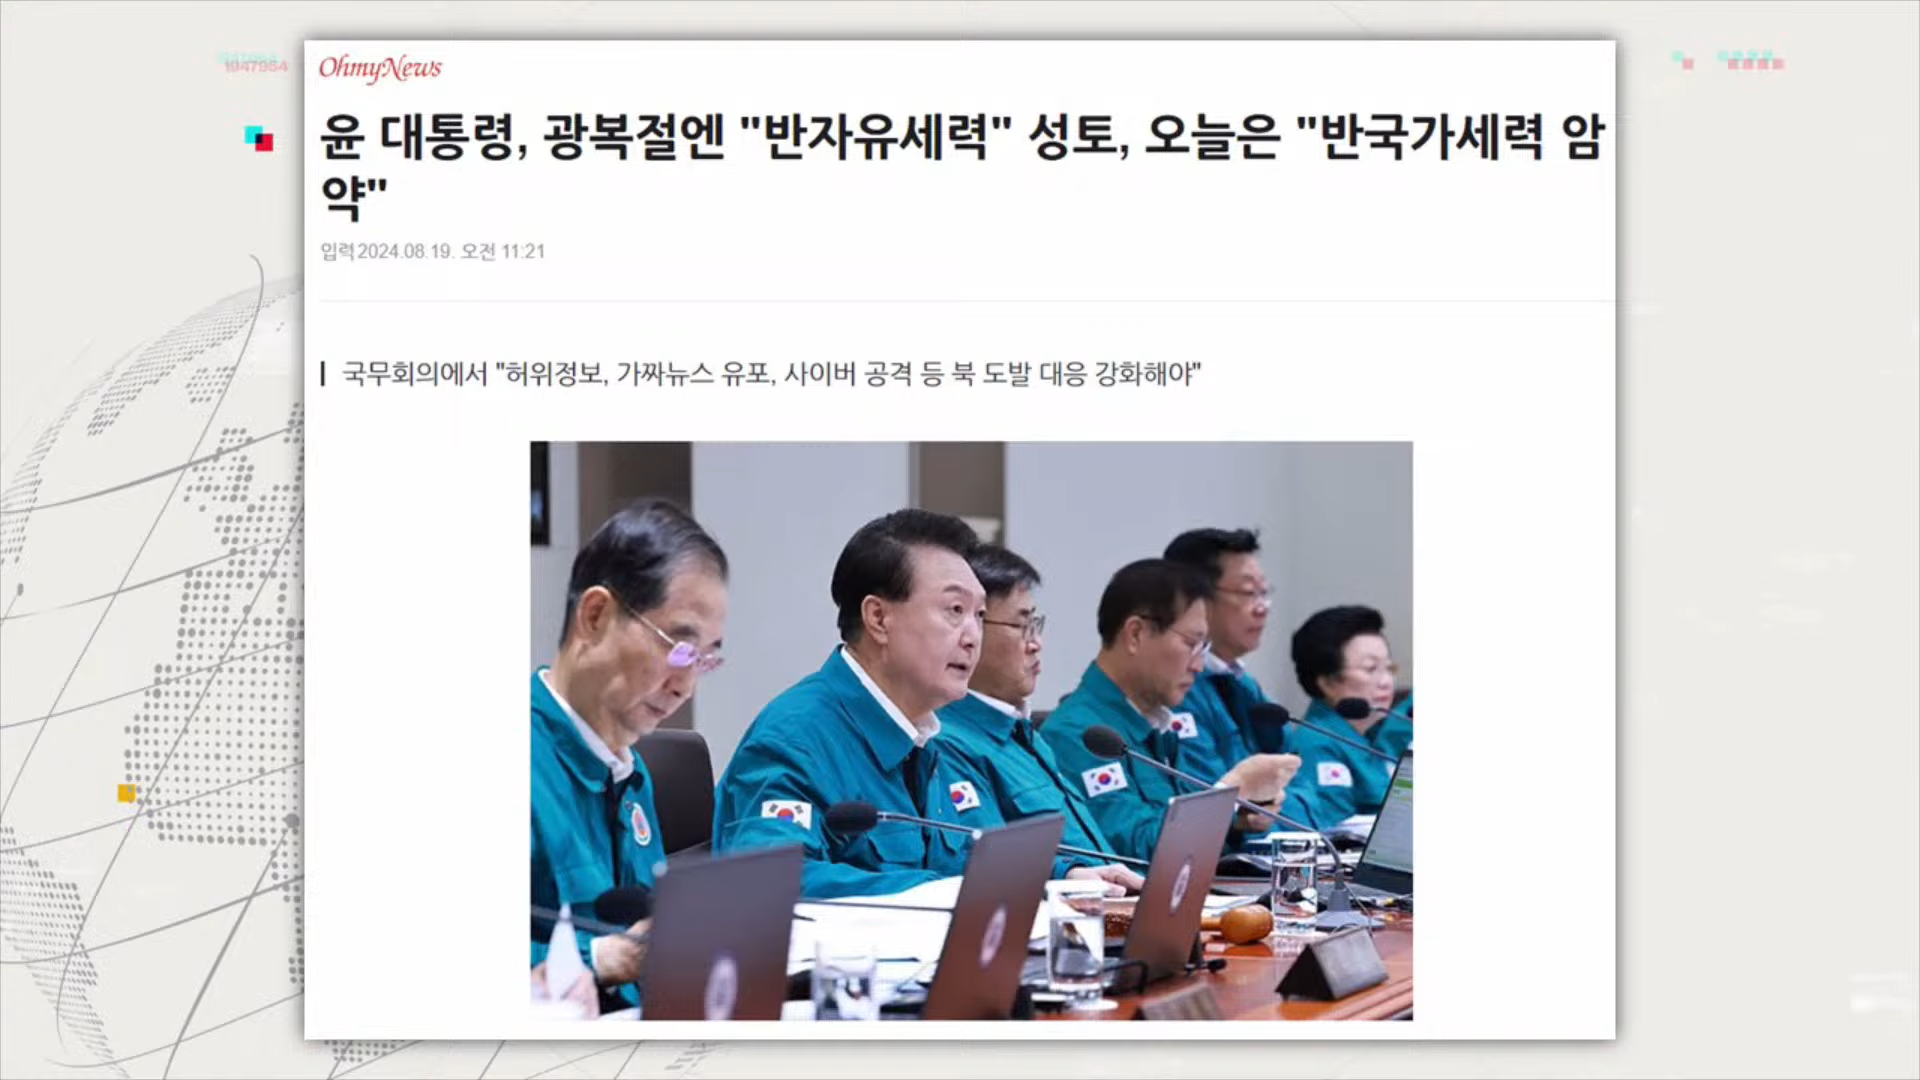 1947954
OhmyNews
윤 대통령, 광복절엔 "반자유세력" 성토, 오늘은 "반국가세력 암
약"
입력 2024.08.19. 오전 11:21
국무회의에서 "허위정보, 가짜뉴스 유포, 사이버 공격 등 북 도발 대응 강화해야"